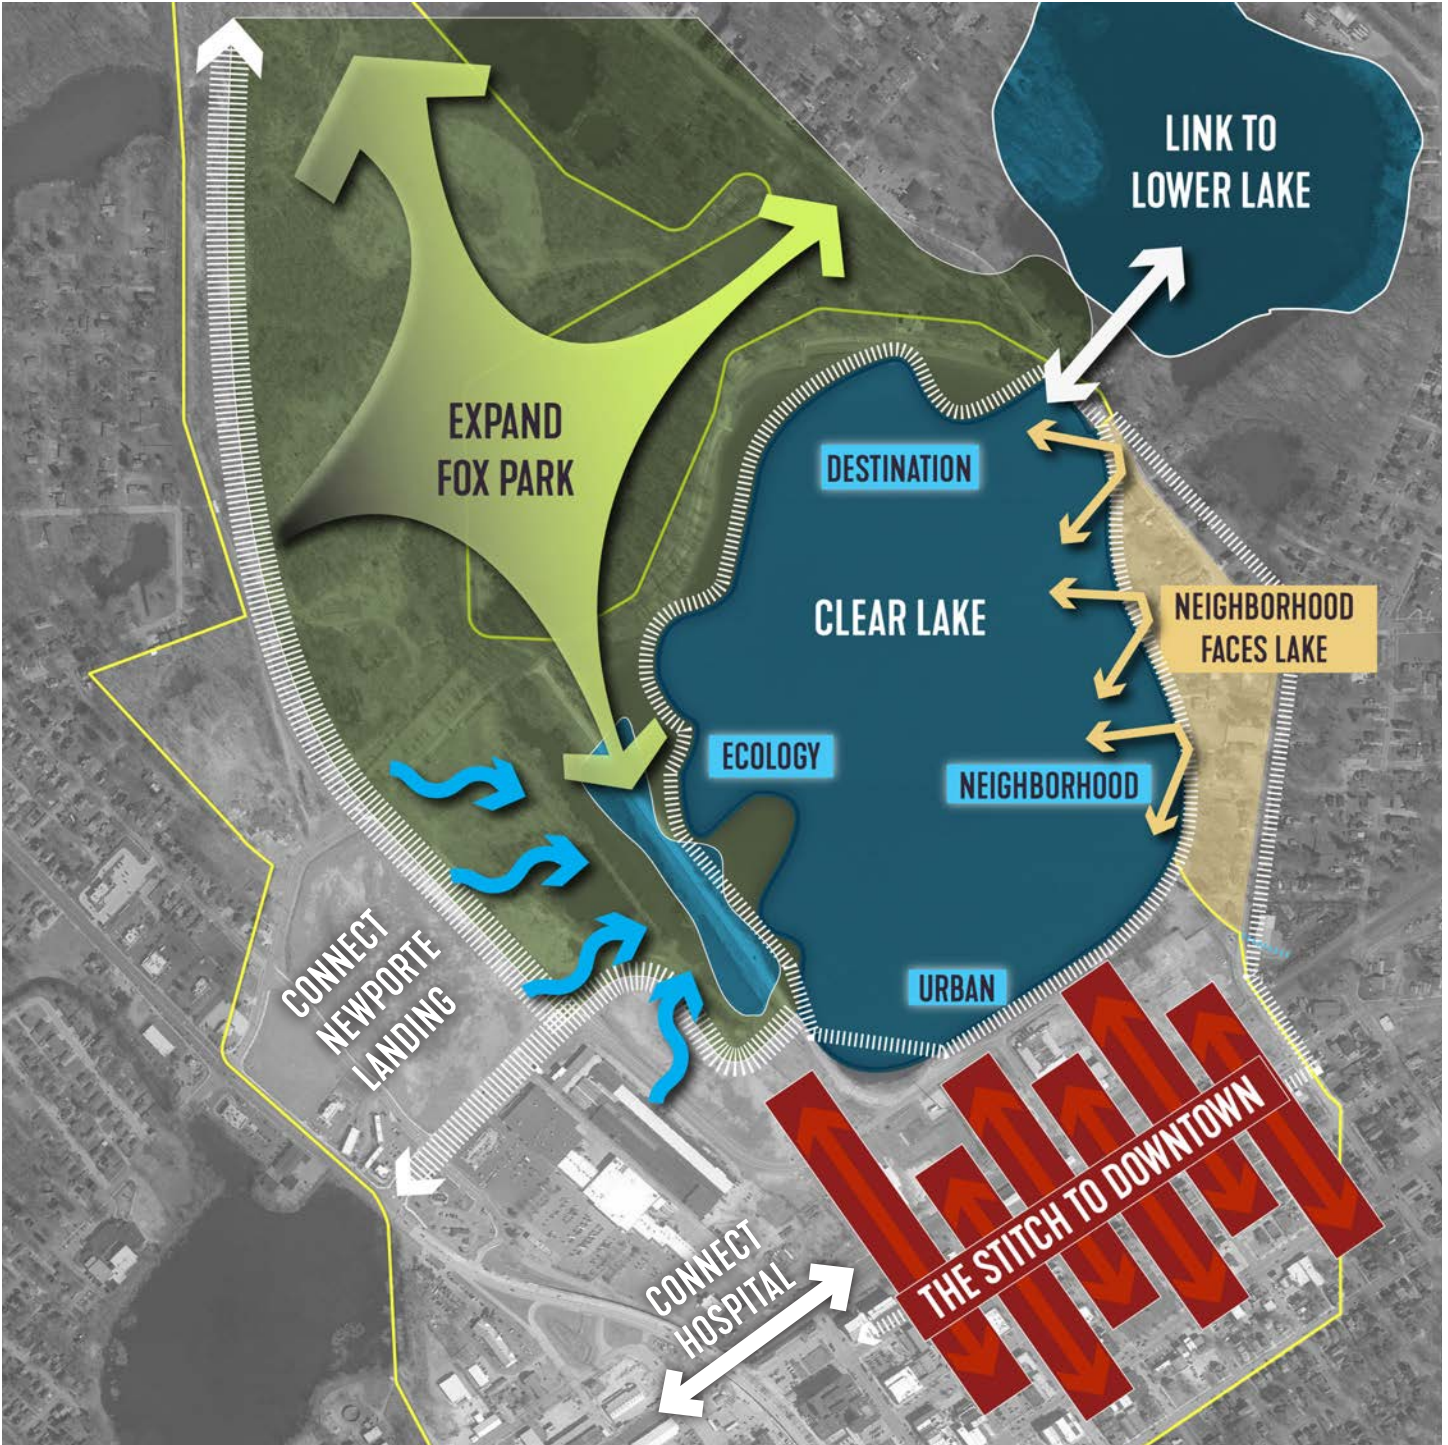 LINK TO
LOWER LAKE
EXPAND
FOX PARK
DESTINATION
CLEAR LAKE
NEIGHBORHOOD
FACES LAKE
ECOLOGY
NEIGHBORHOOD
URBAN
CONNECT
NEWPORTE
LANDING
THE STITCH TO DOWNTOWN
CONNECT
HOSPITAL